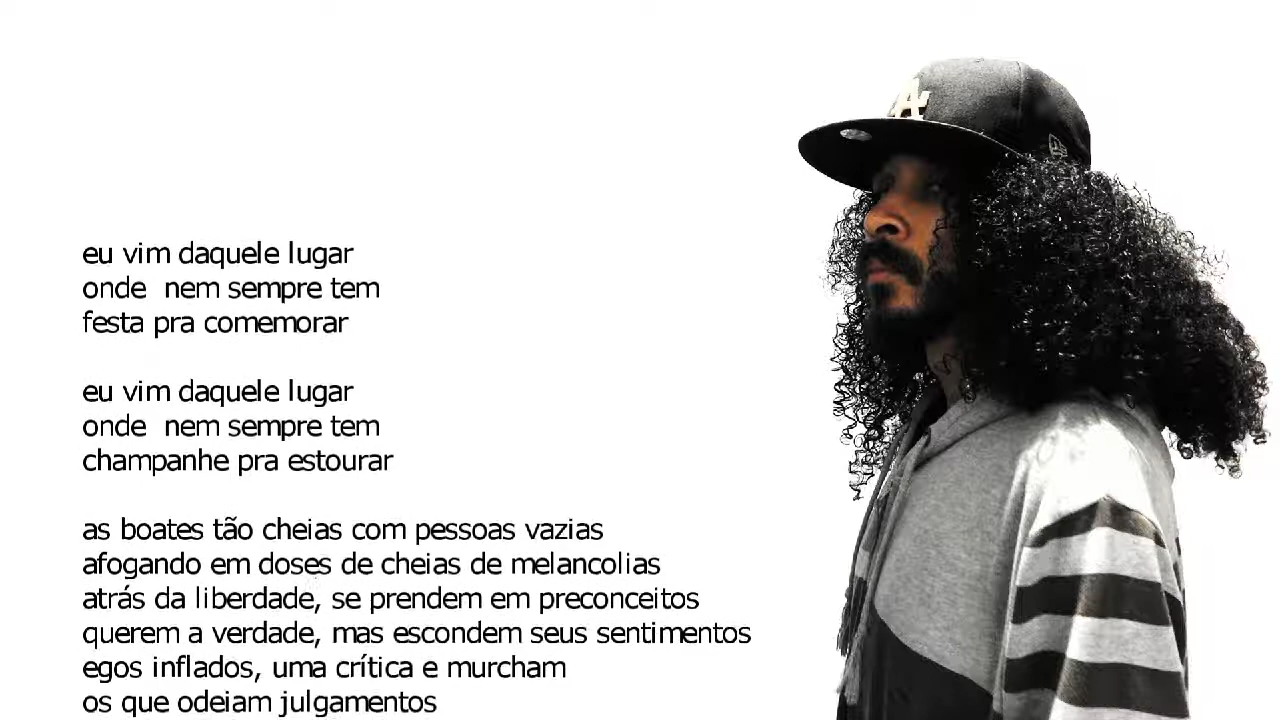 eu vim daquele lugar
onde  nem sempre tem
festa pra comemorar

eu vim daquele lugar
onde  nem sempre tem
champanhe pra estourar

as boates tão cheias com pessoas vazias
afogando em doses de cheias de melancolias
atrás da liberdade, se prendem em preconceitos
querem a verdade, mas escondem seus sentimentos
egos inflados, uma crítica e murcham
os que odeiam julgamentos
LA